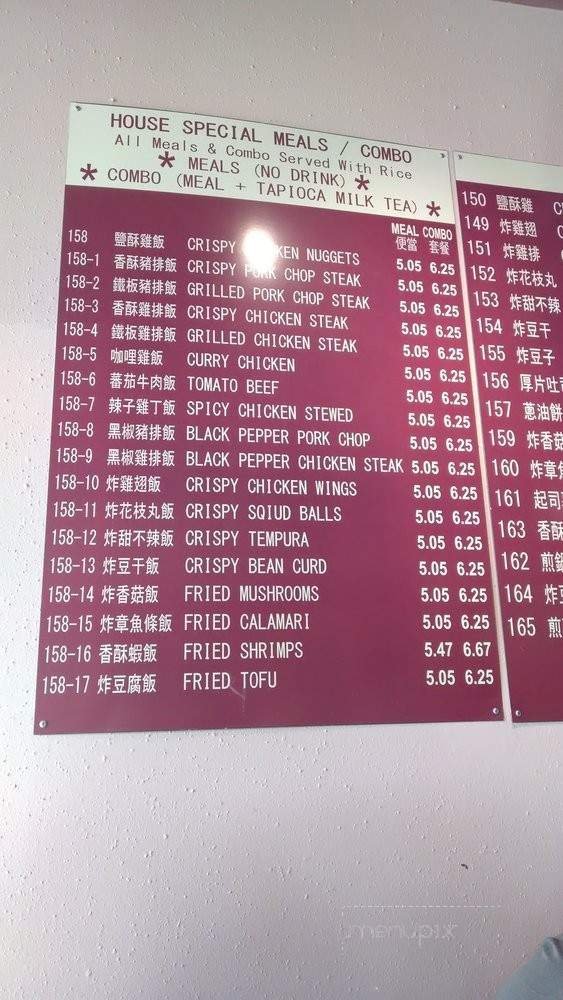 HOUSE SPECIAL MEALS / COMBO
All Meals & Combo Served With Rice
* MEALS (NO DRINK) *
* COMBO (MEAL + TAPIOCA MILK TEA) *
MEAL COMBO
便當 套餐
158 鹽酥雞飯 CRISPY CHICKEN NUGGETS 5.05 6.25
158-1 香酥豬排飯 CRISPY PORK CHOP STEAK 5.05 6.25
158-2 鐵板豬排飯 GRILLED PORK CHOP STEAK 5.05 6.25
158-3 香酥雞排飯 CRISPY CHICKEN STEAK 5.05 6.25
158-4 鐵板雞排飯 GRILLED CHICKEN STEAK 5.05 6.25
158-5 咖哩雞飯 CURRY CHICKEN 5.05 6.25
158-6 蕃茄牛肉飯 TOMATO BEEF 5.05 6.25
158-7 辣子雞丁飯 SPICY CHICKEN STEWED 5.05 6.25
158-8 黑椒豬排飯 BLACK PEPPER PORK CHOP 5.05 6.25
158-9 黑椒雞排飯 BLACK PEPPER CHICKEN STEAK 5.05 6.25
158-10 炸雞翅飯 CRISPY CHICKEN WINGS 5.05 6.25
158-11 炸花枝丸飯 CRISPY SQIUD BALLS 5.05 6.25
158-12 炸甜不辣飯 CRISPY TEMPURA 5.05 6.25
158-13 炸豆干飯 CRISPY BEAN CURD 5.05 6.25
158-14 炸香菇飯 FRIED MUSHROOMS 5.05 6.25
158-15 炸章魚條飯 FRIED CALAMARI 5.05 6.25
158-16 香酥蝦飯 FRIED SHRIMPS 5.47 6.67
158-17 炸豆腐飯 FRIED TOFU 5.05 6.25
150 鹽酥雞
149 炸雞翅
151 炸雞排
152 炸花枝丸
153 炸甜不辣
154 炸豆干
155 炸豆子
156 厚片吐司
157 蔥油餅
159 炸香菇
160 炸章魚
161 起司
163 香酥
162 煎餃
164 炸豆
165 煎
menupix